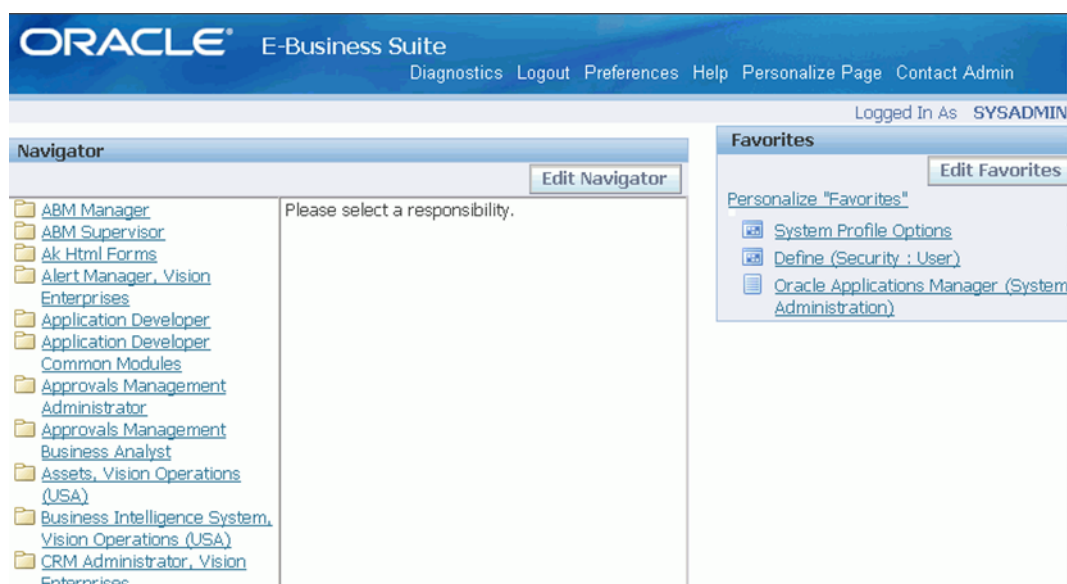 ORACLE® E-Business Suite
Diagnostics Logout Preferences Help Personalize Page Contact Admin
Logged In As SYSADMIN
Navigator
Edit Navigator
ABM Manager
ABM Supervisor
Ak Html Forms
Alert Manager, Vision
Enterprises
Application Developer
Application Developer
Common Modules
Approvals Management
Administrator
Approvals Management
Business Analyst
Assets, Vision Operations
(USA)
Business Intelligence System,
Vision Operations (USA)
CRM Administrator, Vision
Enterprises
Please select a responsibility.
Favorites
Edit Favorites
Personalize "Favorites"
System Profile Options
Define (Security : User)
Oracle Applications Manager (System
Administration)